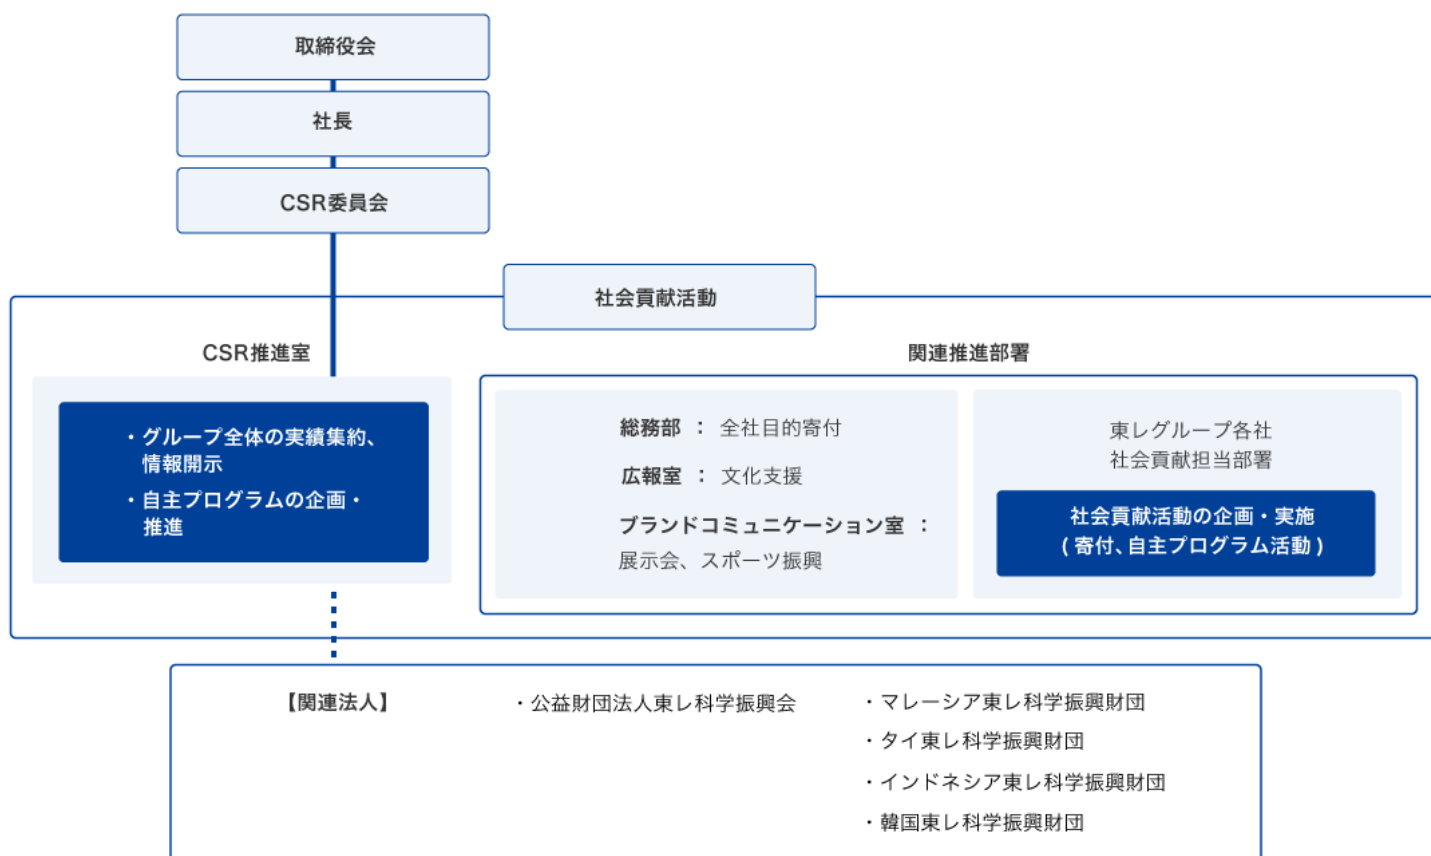 取締役会
社長
CSR委員会
社会貢献活動
CSR推進室
・グループ全体の実績集約、
情報開示
・自主プログラムの企画・
推進
関連推進部署
総務部 ： 全社目的寄付
広報室 ： 文化支援
ブランドコミュニケーション室 ：
展示会、スポーツ振興
東レグループ各社
社会貢献担当部署
社会貢献活動の企画・実施
( 寄付、自主プログラム活動 )
【関連法人】
・公益財団法人東レ科学振興会
・マレーシア東レ科学振興財団
・タイ東レ科学振興財団
・インドネシア東レ科学振興財団
・韓国東レ科学振興財団